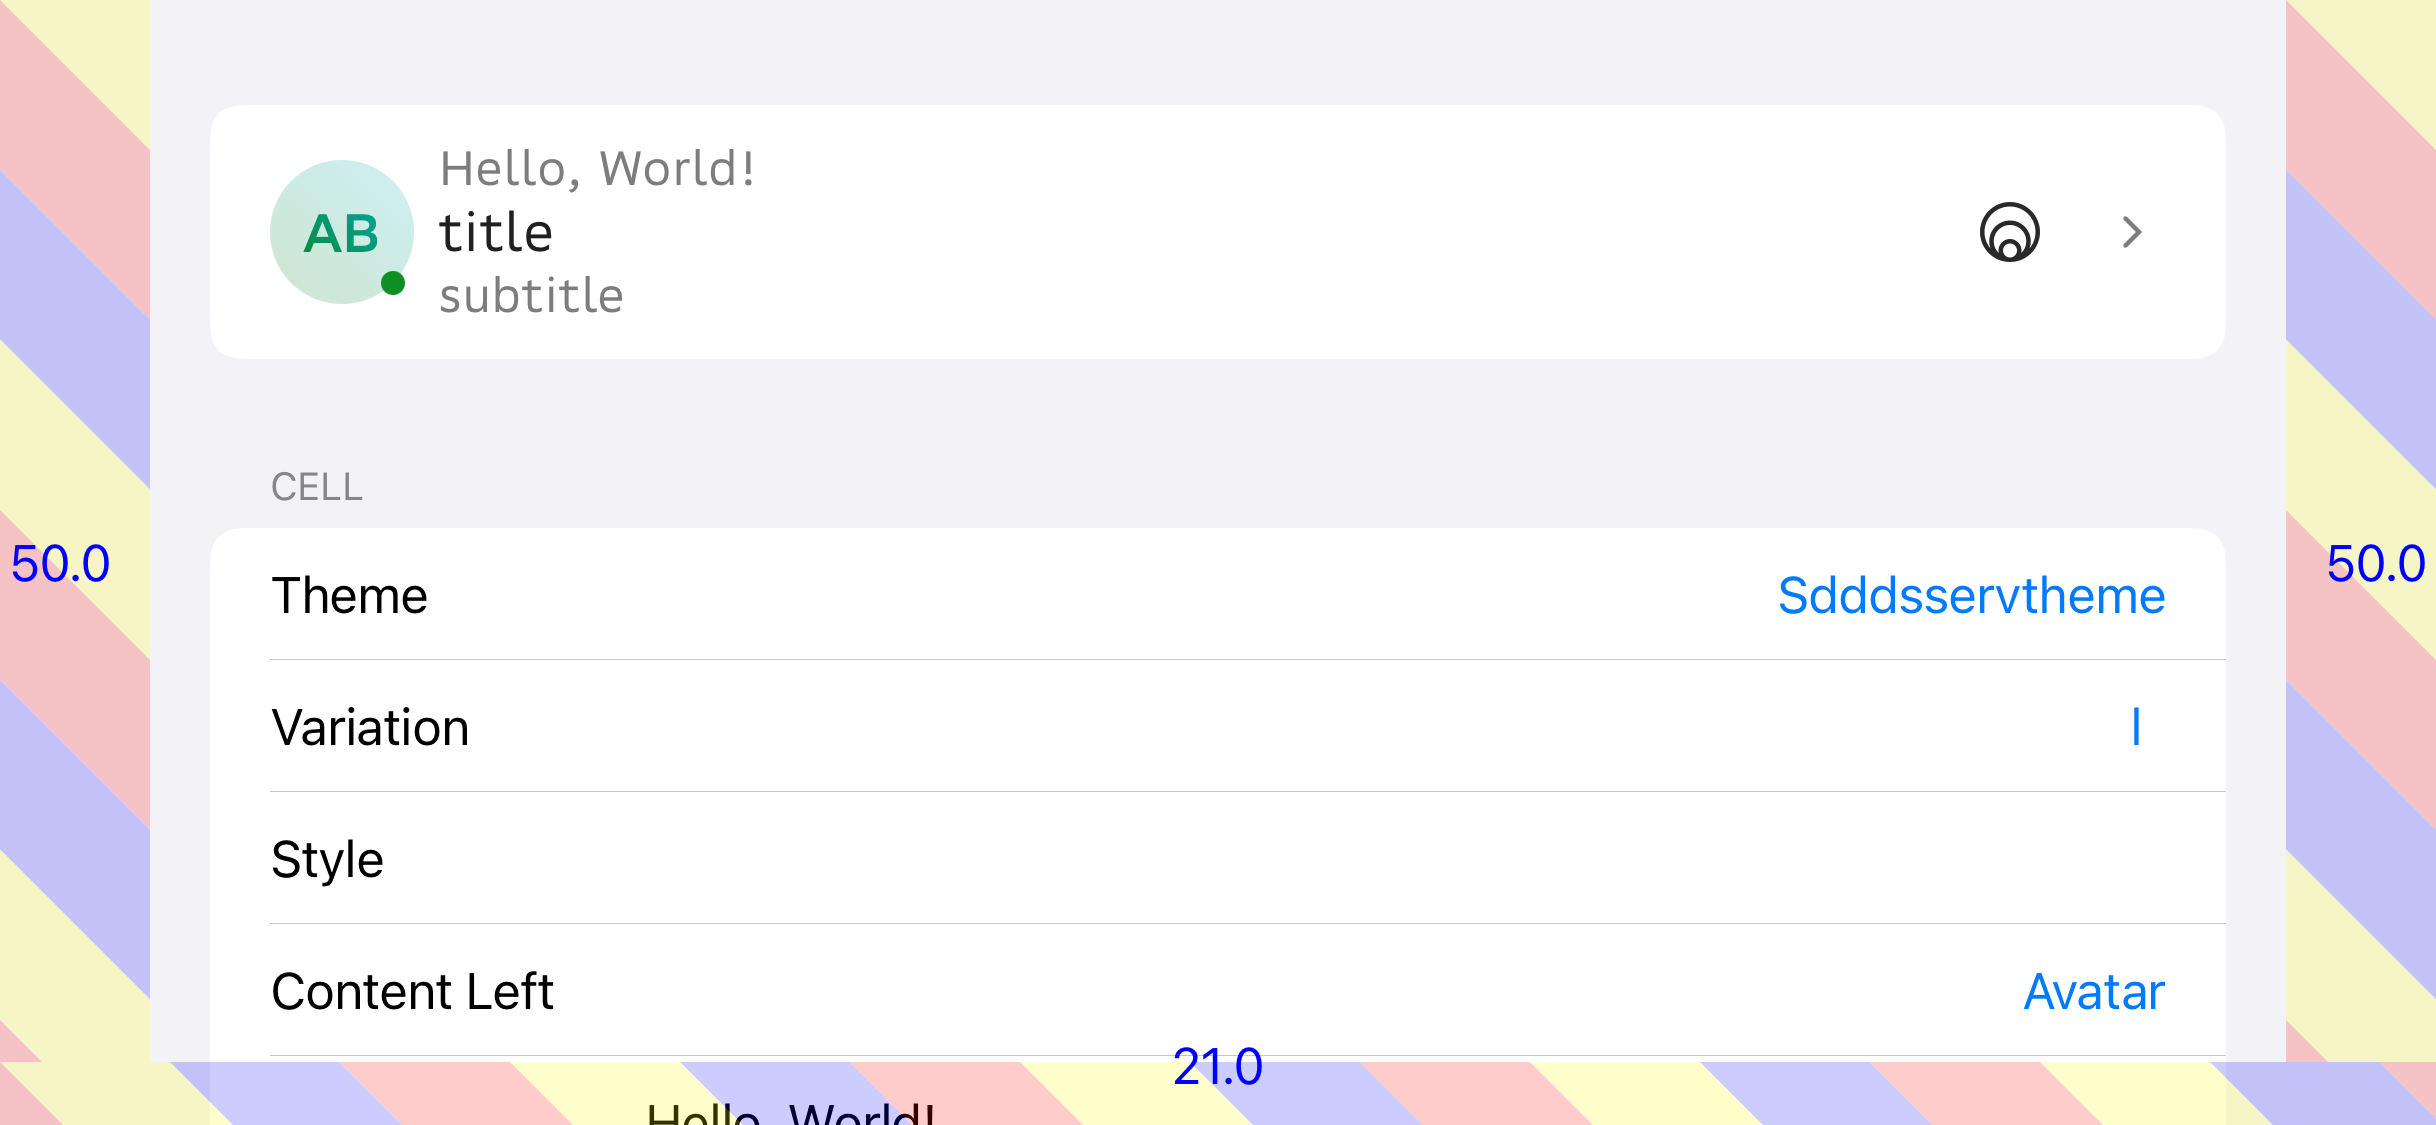 Hello, World!
AB
title
subtitle
CELL
50.0
50.0
Theme
Sdddsservtheme
Variation
l
Style
Content Left
Avatar
21.0
Hello, World!